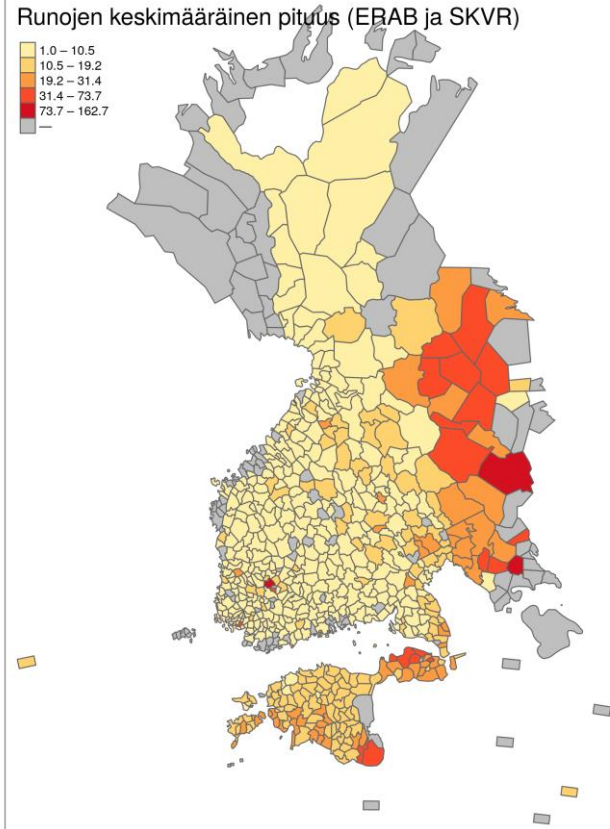 Runojen keskimääräinen pituus (ERAB ja SKVR)
1.0 – 10.5
10.5 – 19.2
19.2 – 31.4
31.4 – 73.7
73.7 – 162.7
—